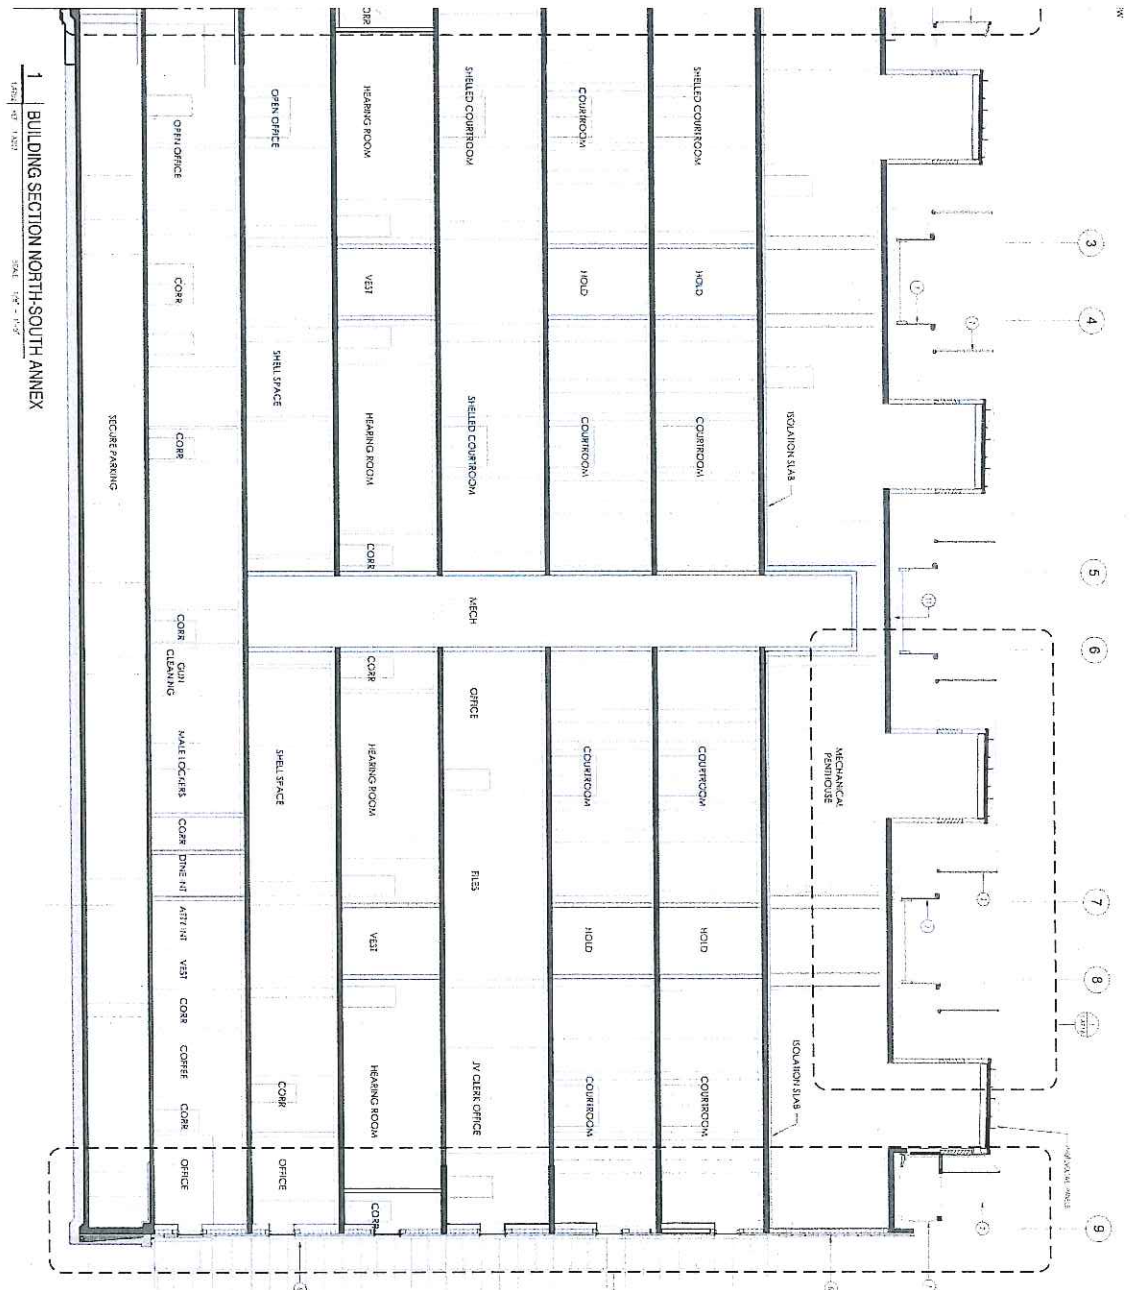 3
4
5
6
7
8
9
MECHANICAL
PENTHOUSE
ISOLATION SLAB
ISOLATION SLAB
SHELLED COURTROOM
HOLD
COURTROOM
COURTROOM
HOLD
COURTROOM
COURTROOM
HOLD
COURTROOM
COURTROOM
HOLD
COURTROOM
SHELLED COURTROOM
SHELLED COURTROOM
MECH
OFFICE
FILES
JV CLERK OFFICE
HEARING ROOM
VEST
HEARING ROOM
CORR
CORR
HEARING ROOM
VEST
HEARING ROOM
CORR
OPEN OFFICE
SHELL SPACE
SHELL SPACE
CORR
OFFICE
OPEN OFFICE
CORR
CORR
CORR
GUN
CLEANING
MALE LOCKERS
CORR
ATTY INT
VEST
CORR
COFFEE
CORR
OFFICE
SECURE PARKING
1
BUILDING SECTION NORTH-SOUTH ANNEX